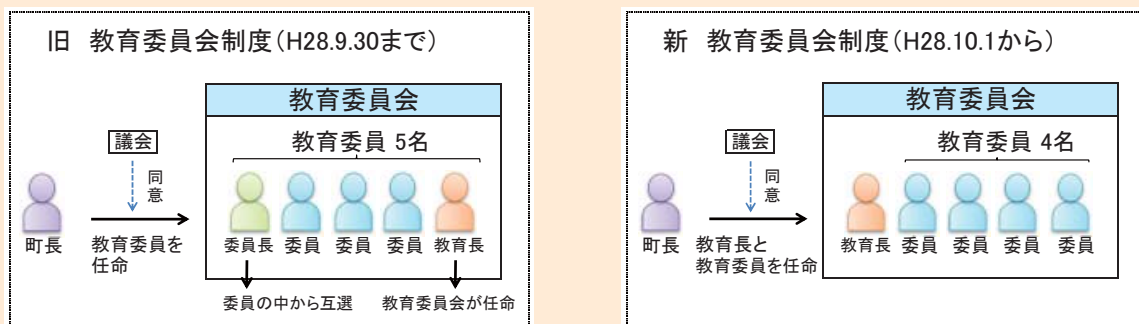 旧 教育委員会制度(H28.9.30まで)
教育委員会
議会
教育委員 5名
同意
町長
教育委員を
任命
委員長 委員 委員 委員 教育長
委員の中から互選
教育委員会が任命
新 教育委員会制度(H28.10.1から)
教育委員会
議会
教育委員 4名
同意
町長
教育長と
教育委員を任命
教育長 委員 委員 委員 委員